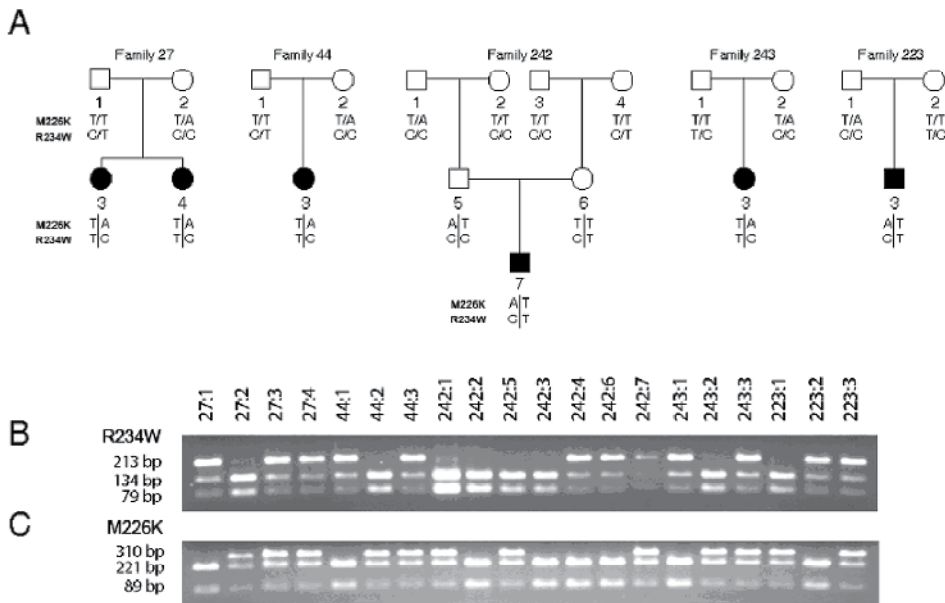 A
Family 27 Family 44 Family 242 Family 243 Family 223
1 2 1 2 1 2 3 4 1 2 1 2
M226K T/T T/A T/T T/A T/A T/T T/T T/T T/T T/A T/A T/T
R234W C/T C/C C/T C/C C/C C/C C/C C/T T/C C/C C/C T/C
3 4 3 5 6 3 3
M226K T A T A T A A T T T T A A T
R234W T C T C T C C C C T T C C T
7
M226K A T
R234W C T
27:1 27:2 27:3 27:4 44:1 44:2 44:3 242:1 242:2 242:5 242:3 242:4 242:6 242:7 243:1 243:2 243:3 223:1 223:2 223:3
B
R234W
213 bp
134 bp
79 bp
C
M226K
310 bp
221 bp
89 bp